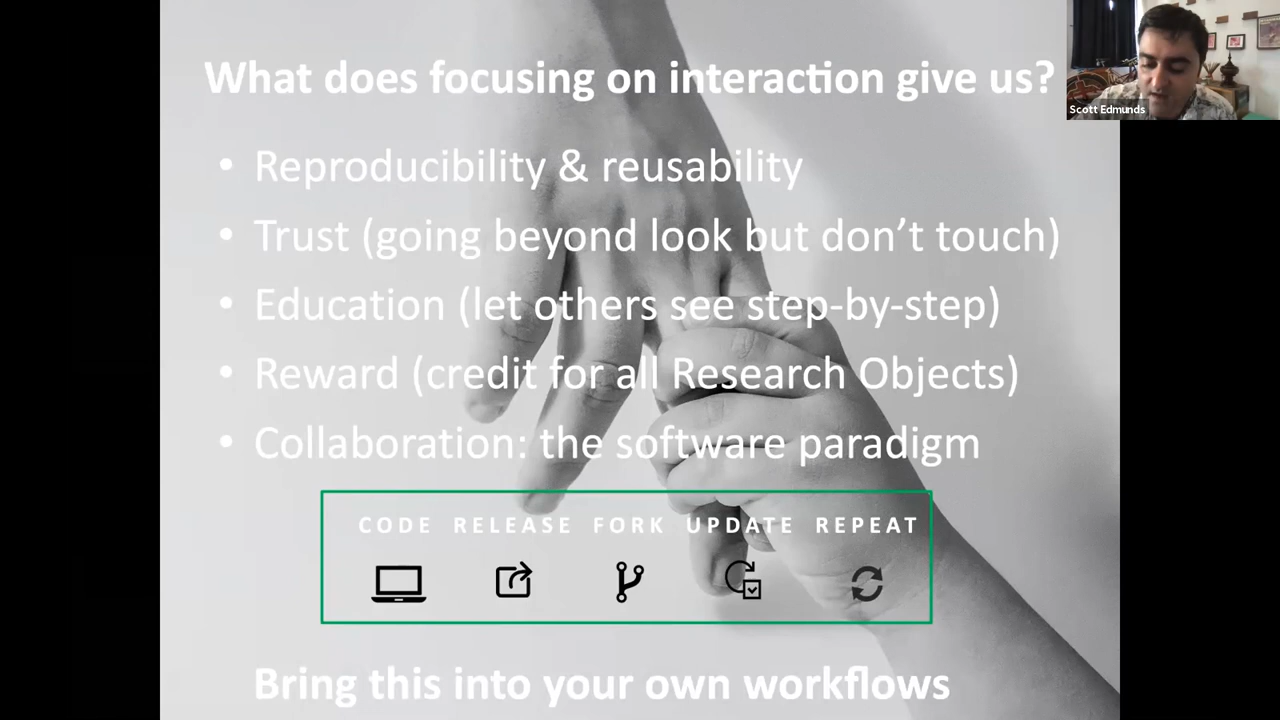 What does focusing on interaction give us?
Scott Edmunds
• Reproducibility & reusability
• Trust (going beyond look but don’t touch)
• Education (let others see step-by-step)
• Reward (credit for all Research Objects)
• Collaboration: the software paradigm
CODE RELEASE FORK UPDATE REPEAT
Bring this into your own workflows